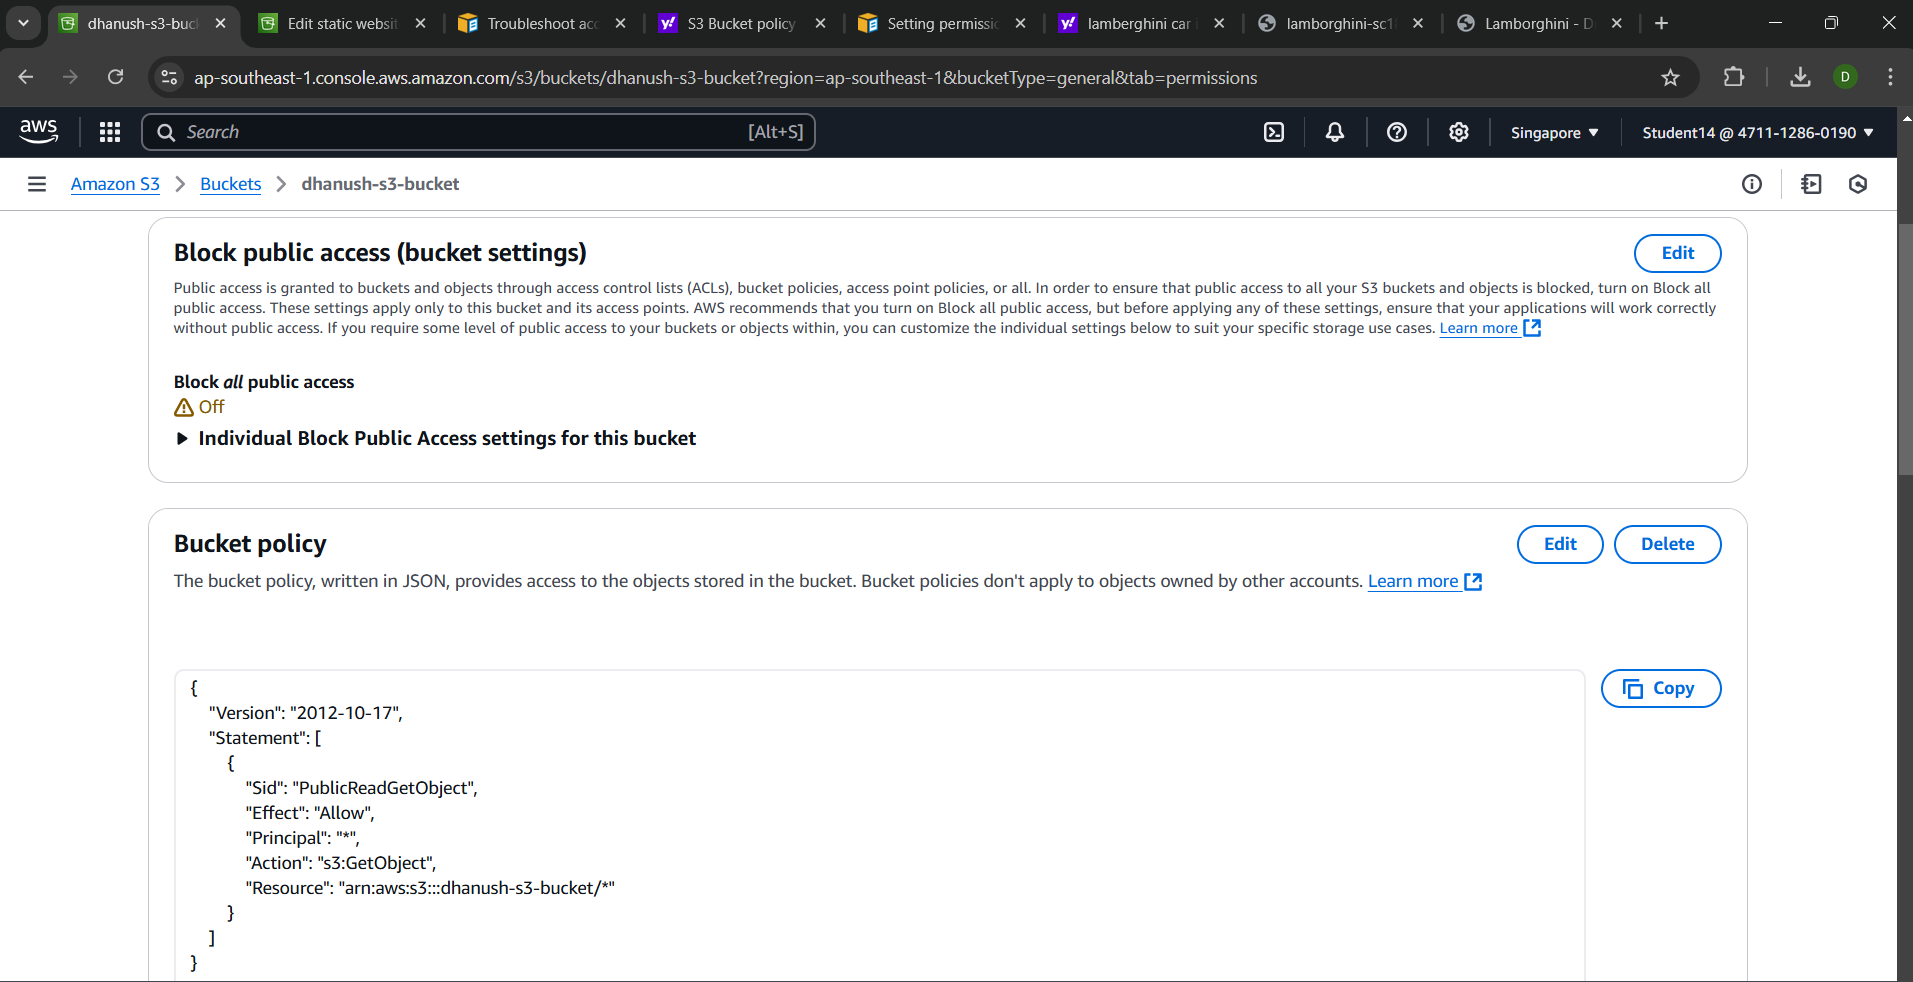 dhanush-s3-buck
Edit static websit
Troubleshoot acc
S3 Bucket policy
Setting permissio
lamberghini car i
lamborghini-sc1
Lamborghini - D
ap-southeast-1.console.aws.amazon.com/s3/buckets/dhanush-s3-bucket?region=ap-southeast-1&bucketType=general&tab=permissions
D
aws
Search
[Alt+S]
Singapore
Student14 @ 4711-1286-0190
Amazon S3
Buckets
dhanush-s3-bucket
Block public access (bucket settings)
Edit
Public access is granted to buckets and objects through access control lists (ACLs), bucket policies, access point policies, or all. In order to ensure that public access to all your S3 buckets and objects is blocked, turn on Block all
public access. These settings apply only to this bucket and its access points. AWS recommends that you turn on Block all public access, but before applying any of these settings, ensure that your applications will work correctly
without public access. If you require some level of public access to your buckets or objects within, you can customize the individual settings below to suit your specific storage use cases. Learn more
Block all public access
Off
Individual Block Public Access settings for this bucket
Bucket policy
Edit
Delete
The bucket policy, written in JSON, provides access to the objects stored in the bucket. Bucket policies don't apply to objects owned by other accounts. Learn more
Copy
{
"Version": "2012-10-17",
"Statement": [
{
"Sid": "PublicReadGetObject",
"Effect": "Allow",
"Principal": "*",
"Action": "s3:GetObject",
"Resource": "arn:aws:s3:::dhanush-s3-bucket/*"
}
]
}